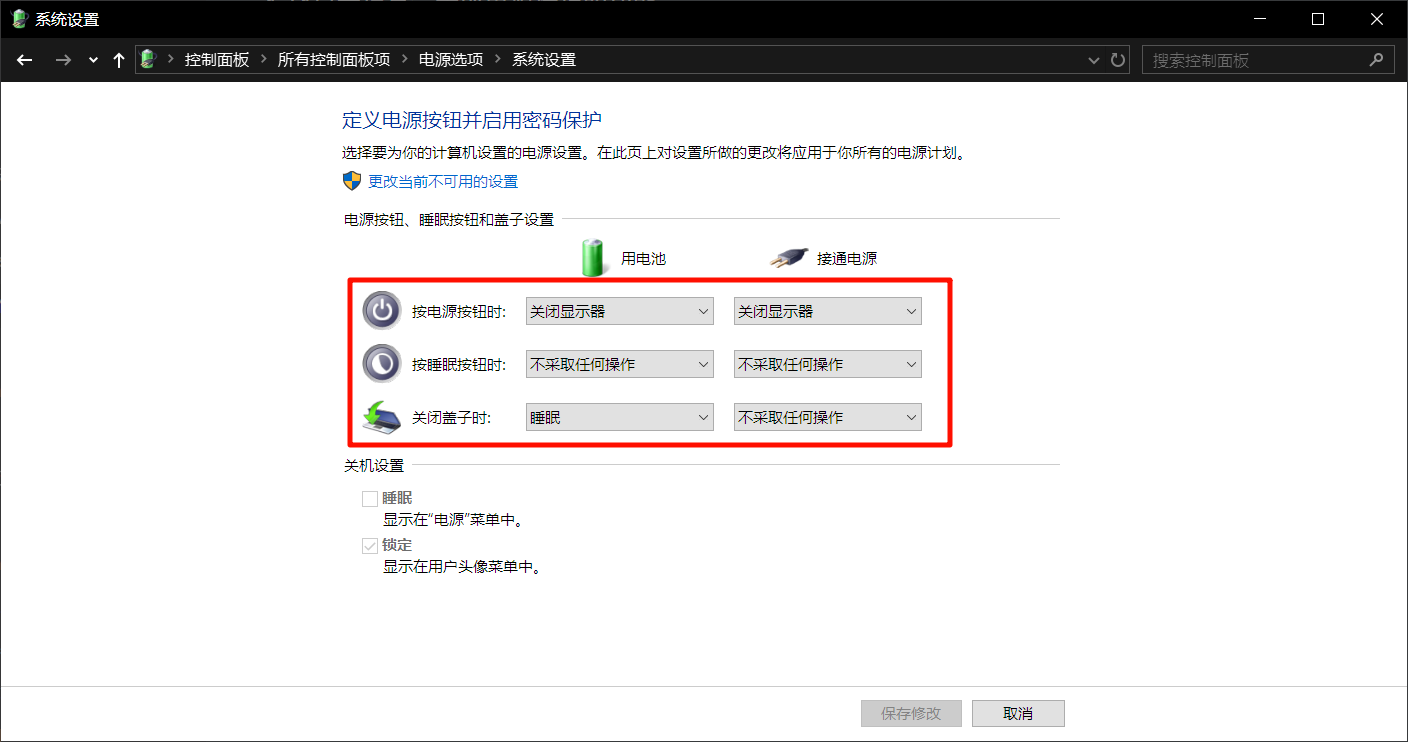 系统设置
控制面板 > 所有控制面板项 > 电源选项 > 系统设置
搜索控制面板
定义电源按钮并启用密码保护
选择要为你的计算机设置的电源设置。在此页上对设置所做的更改将应用于你所有的电源计划。
更改当前不可用的设置
电源按钮、睡眠按钮和盖子设置
用电池 接通电源
按电源按钮时: 关闭显示器 关闭显示器
按睡眠按钮时: 不采取任何操作 不采取任何操作
关闭盖子时: 睡眠 不采取任何操作
关机设置
睡眠
显示在“电源”菜单中。
锁定
显示在用户头像菜单中。
保存修改 取消